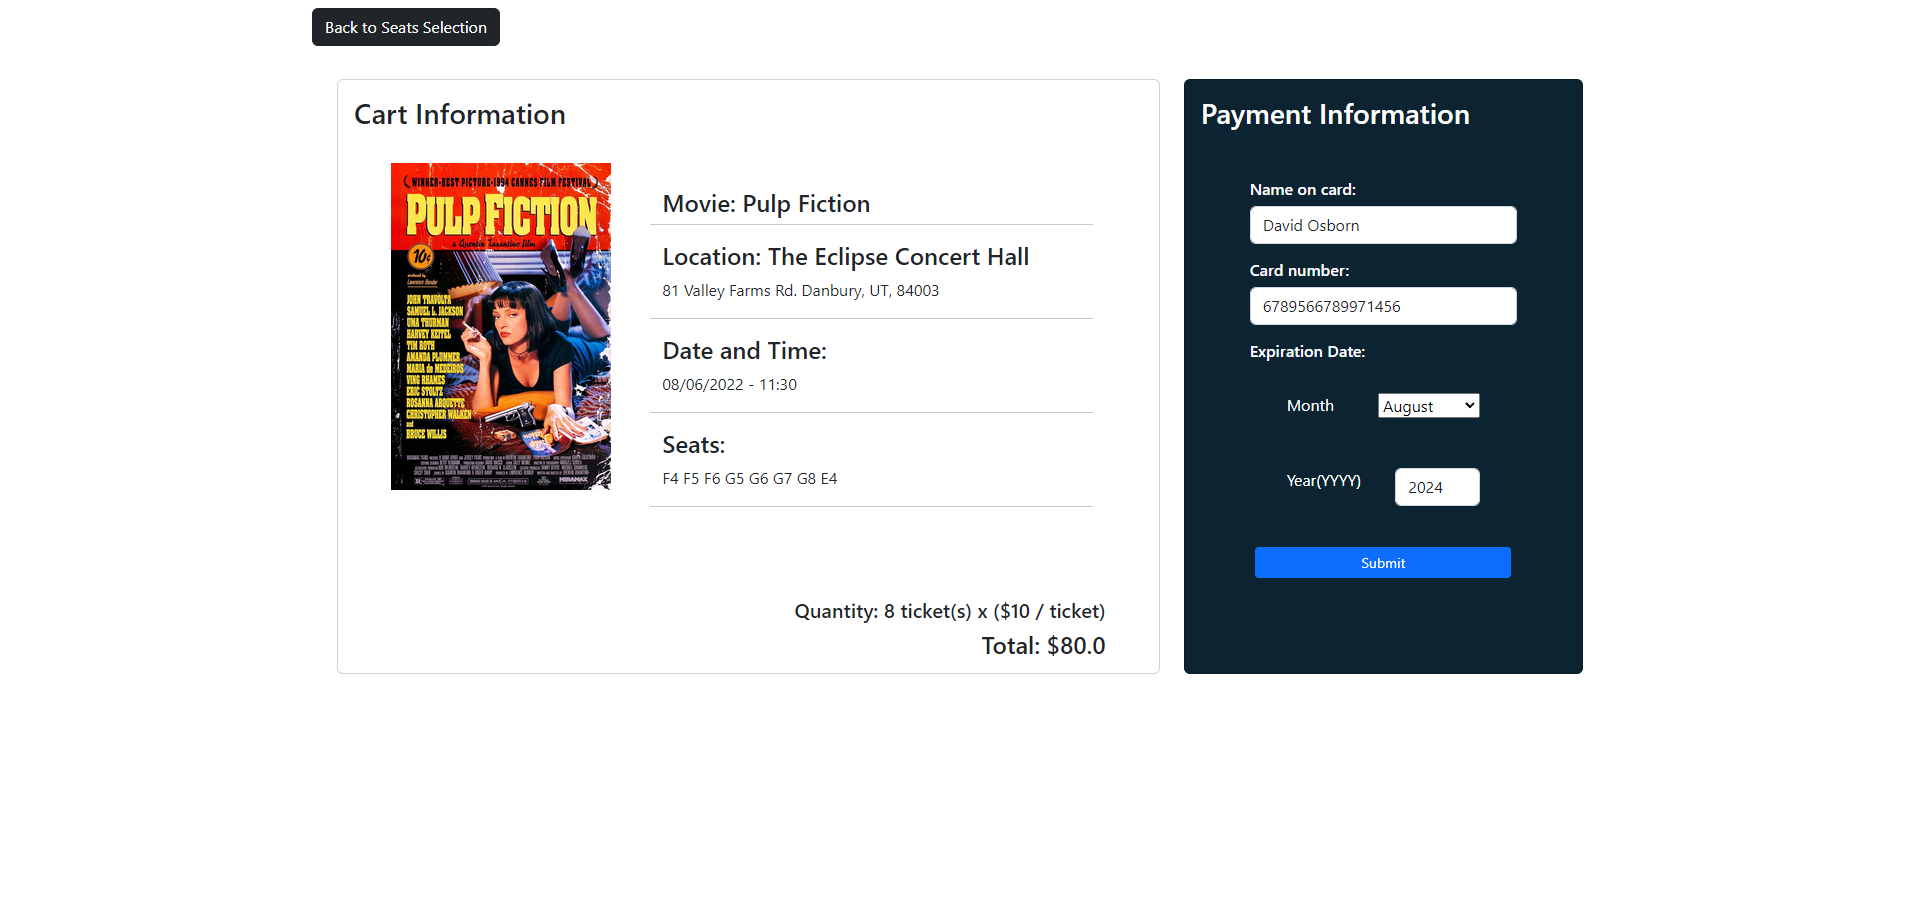 Back to Seats Selection
Cart Information
WINNER-BEST PICTURE-1994 CANNES FILM FESTIVAL
PULP FICTION
a Quentin Tarantino film
10¢
produced by
Lawrence Bender
JOHN TRAVOLTA
SAMUEL L. JACKSON
UMA THURMAN
HARVEY KEITEL
TIM ROTH
AMANDA PLUMMER
MARIA de MEDEIROS
VING RHAMES
ERIC STOLTZ
ROSANNA ARQUETTE
CHRISTOPHER WALKEN
and
BRUCE WILLIS
MIRAMAX
Movie: Pulp Fiction
Location: The Eclipse Concert Hall
81 Valley Farms Rd. Danbury, UT, 84003
Date and Time:
08/06/2022 - 11:30
Seats:
F4 F5 F6 G5 G6 G7 G8 E4
Quantity: 8 ticket(s) x ($10 / ticket)
Total: $80.0
Payment Information
Name on card:
David Osborn
Card number:
6789566789971456
Expiration Date:
Month
August
Year(YYYY)
2024
Submit